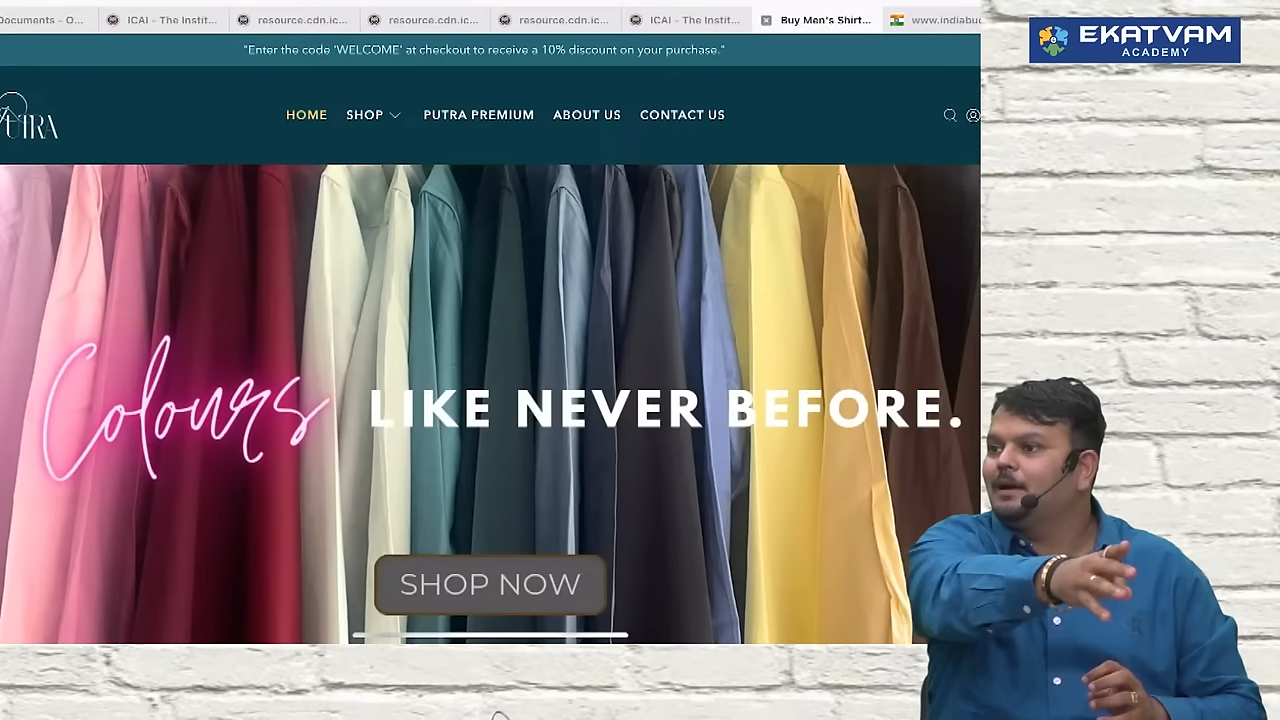 Documents - O...
ICAI - The Instit...
resource.cdn.ic...
resource.cdn.ic...
resource.cdn.ic...
ICAI - The Instit...
Buy Men's Shirt...
www.indiabud
EKATVAM
ACADEMY
"Enter the code 'WELCOME' at checkout to receive a 10% discount on your purchase."
PUTRA
HOME
SHOP
PUTRA PREMIUM
ABOUT US
CONTACT US
Colours LIKE NEVER BEFORE.
SHOP NOW